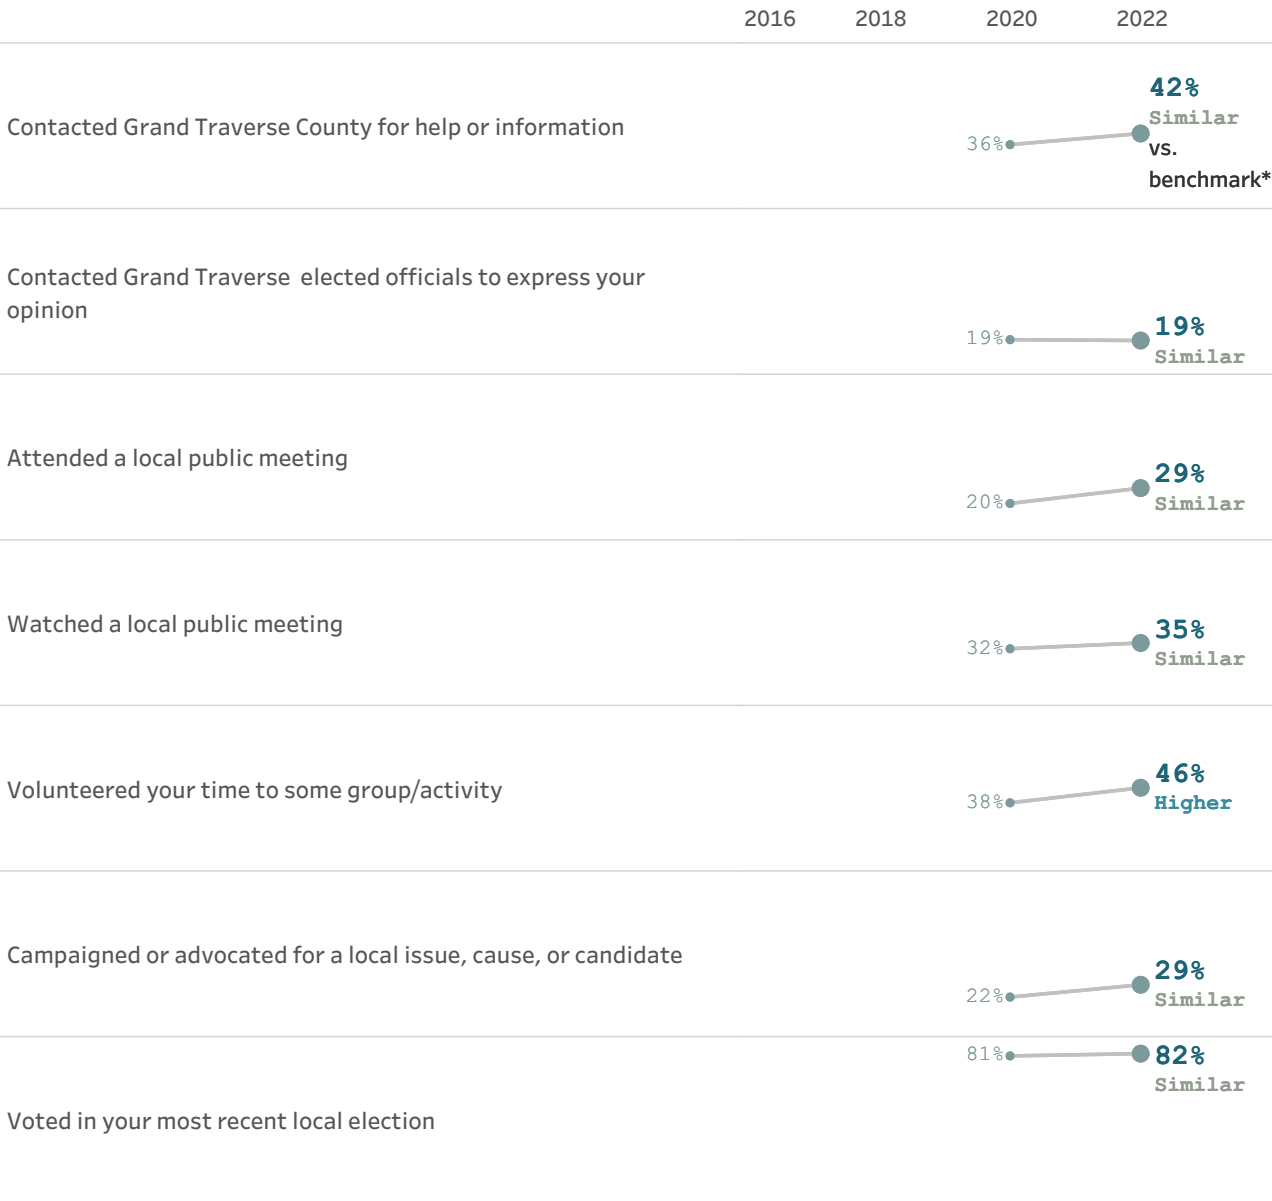 2016 2018 2020 2022
42%
Similar
Contacted Grand Traverse County for help or information
36%
vs.
benchmark*
Contacted Grand Traverse elected officials to express your
opinion
19%
19%
Similar
Attended a local public meeting
29%
20%
Similar
Watched a local public meeting
35%
32%
Similar
Volunteered your time to some group/activity
46%
38%
Higher
Campaigned or advocated for a local issue, cause, or candidate
29%
22%
Similar
81%
82%
Similar
Voted in your most recent local election